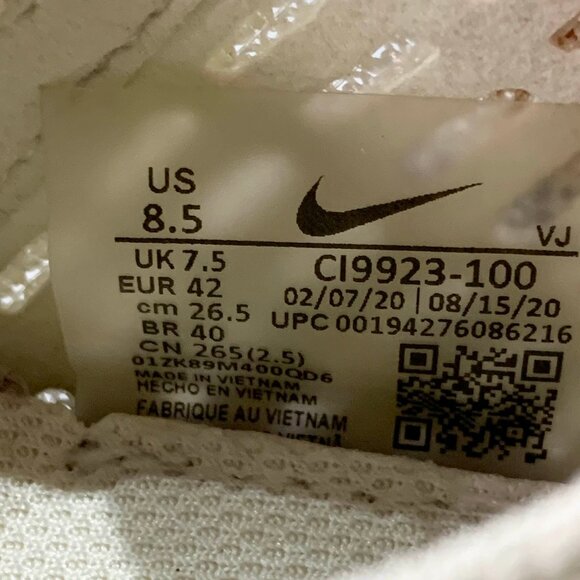 US
8.5
VJ
UK 7.5
CI9923-100
EUR 42
02/07/20 | 08/15/20
cm 26.5
UPC 00194276086216
BR 40
CN 265(2.5)
01ZK89M400QD6
MADE IN VIETNAM
HECHO EN VIETNAM
FABRIQUE AU VIETNAM